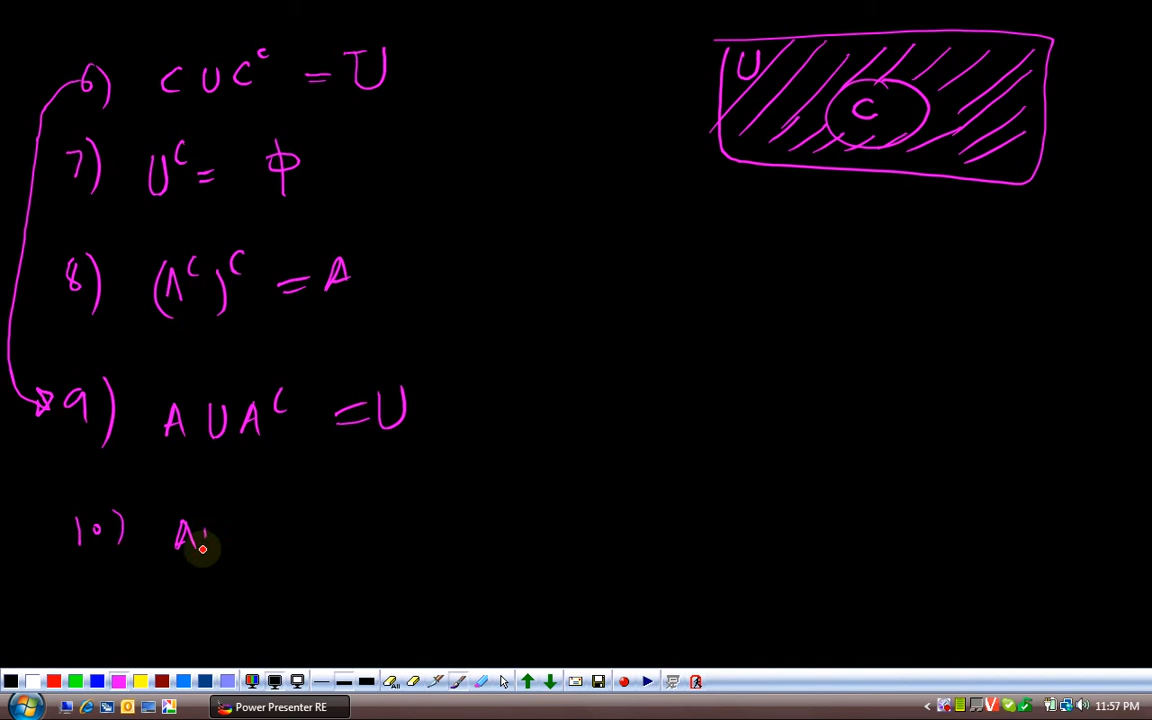 6) C ∪ C^c = U
U
C
7) U^c = Φ
8) (A^c)^c = A
9) A ∪ A^c = U
10) A
Power Presenter RE
11:57 PM